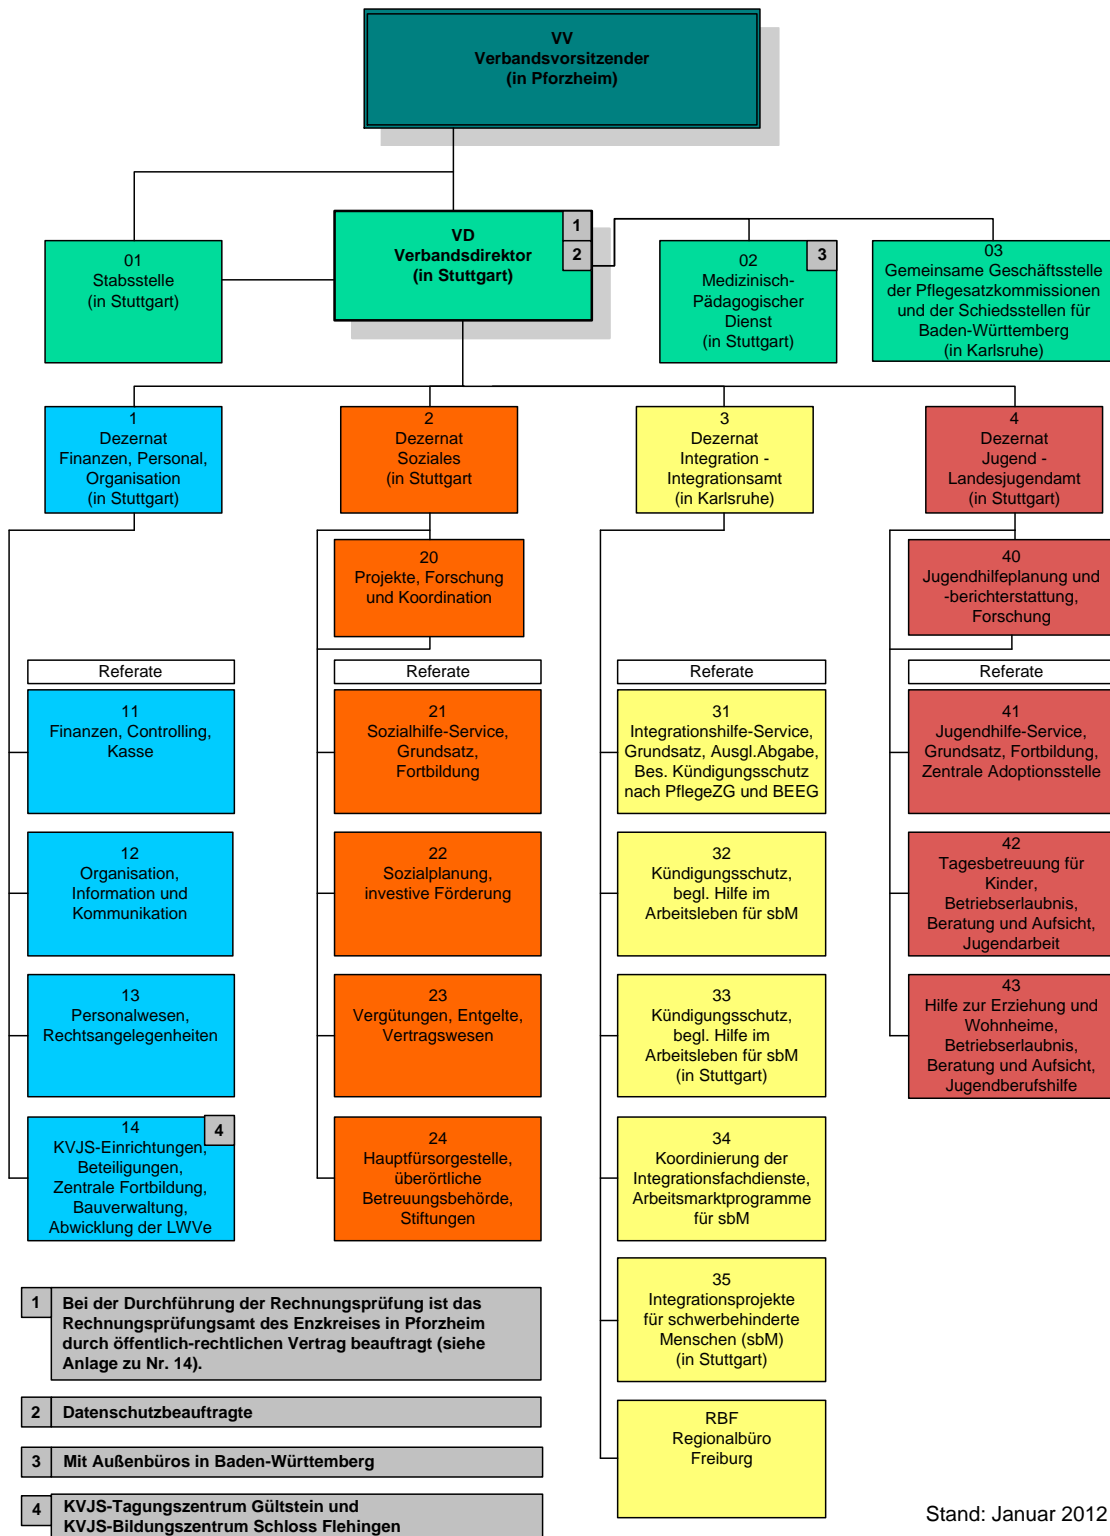 VV
Verbandsvorsitzender
(in Pforzheim)
01
Stabsstelle
(in Stuttgart)
VD
Verbandsdirektor
(in Stuttgart)
1
2
02
Medizinisch-
Pädagogischer
Dienst
(in Stuttgart)
3
03
Gemeinsame Geschäftsstelle
der Pflegesatzkommissionen
und der Schiedsstellen für
Baden-Württemberg
(in Karlsruhe)
1
Dezernat
Finanzen, Personal,
Organisation
(in Stuttgart)
2
Dezernat
Soziales
(in Stuttgart
3
Dezernat
Integration -
Integrationsamt
(in Karlsruhe)
4
Dezernat
Jugend -
Landesjugendamt
(in Stuttgart)
20
Projekte, Forschung
und Koordination
40
Jugendhilfeplanung und
-berichterstattung,
Forschung
Referate
Referate
Referate
Referate
11
Finanzen, Controlling,
Kasse
21
Sozialhilfe-Service,
Grundsatz,
Fortbildung
31
Integrationshilfe-Service,
Grundsatz, Ausgl.Abgabe,
Bes. Kündigungsschutz
nach PflegeZG und BEEG
41
Jugendhilfe-Service,
Grundsatz, Fortbildung,
Zentrale Adoptionsstelle
12
Organisation,
Information und
Kommunikation
22
Sozialplanung,
investive Förderung
32
Kündigungsschutz,
begl. Hilfe im
Arbeitsleben für sbM
42
Tagesbetreuung für
Kinder,
Betriebserlaubnis,
Beratung und Aufsicht,
Jugendarbeit
13
Personalwesen,
Rechtsangelegenheiten
23
Vergütungen, Entgelte,
Vertragswesen
33
Kündigungsschutz,
begl. Hilfe im
Arbeitsleben für sbM
(in Stuttgart)
43
Hilfe zur Erziehung und
Wohnheime,
Betriebserlaubnis,
Beratung und Aufsicht,
Jugendberufshilfe
14
KVJS-Einrichtungen,
Beteiligungen,
Zentrale Fortbildung,
Bauverwaltung,
Abwicklung der LWVe
4
24
Hauptfürsorgestelle,
überörtliche
Betreuungsbehörde,
Stiftungen
34
Koordinierung der
Integrationsfachdienste,
Arbeitsmarktprogramme
für sbM
35
Integrationsprojekte
für schwerbehinderte
Menschen (sbM)
(in Stuttgart)
RBF
Regionalbüro
Freiburg
1 Bei der Durchführung der Rechnungsprüfung ist das
Rechnungsprüfungsamt des Enzkreises in Pforzheim
durch öffentlich-rechtlichen Vertrag beauftragt (siehe
Anlage zu Nr. 14).
2 Datenschutzbeauftragte
3 Mit Außenbüros in Baden-Württemberg
4 KVJS-Tagungszentrum Gültstein und
KVJS-Bildungszentrum Schloss Flehingen
Stand: Januar 2012